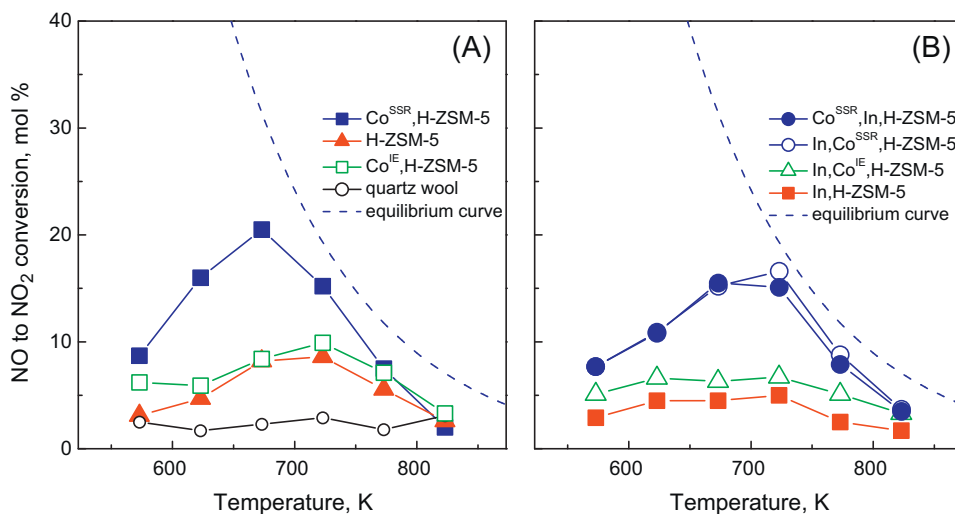 40
30
20
10
0
NO to NO₂ conversion, mol %
(A)
Co^SSR,H-ZSM-5
H-ZSM-5
Co^IE,H-ZSM-5
quartz wool
equilibrium curve
600 700 800
Temperature, K
(B)
Co^SSR,In,H-ZSM-5
In,Co^SSR,H-ZSM-5
In,Co^IE,H-ZSM-5
In,H-ZSM-5
equilibrium curve
600 700 800
Temperature, K